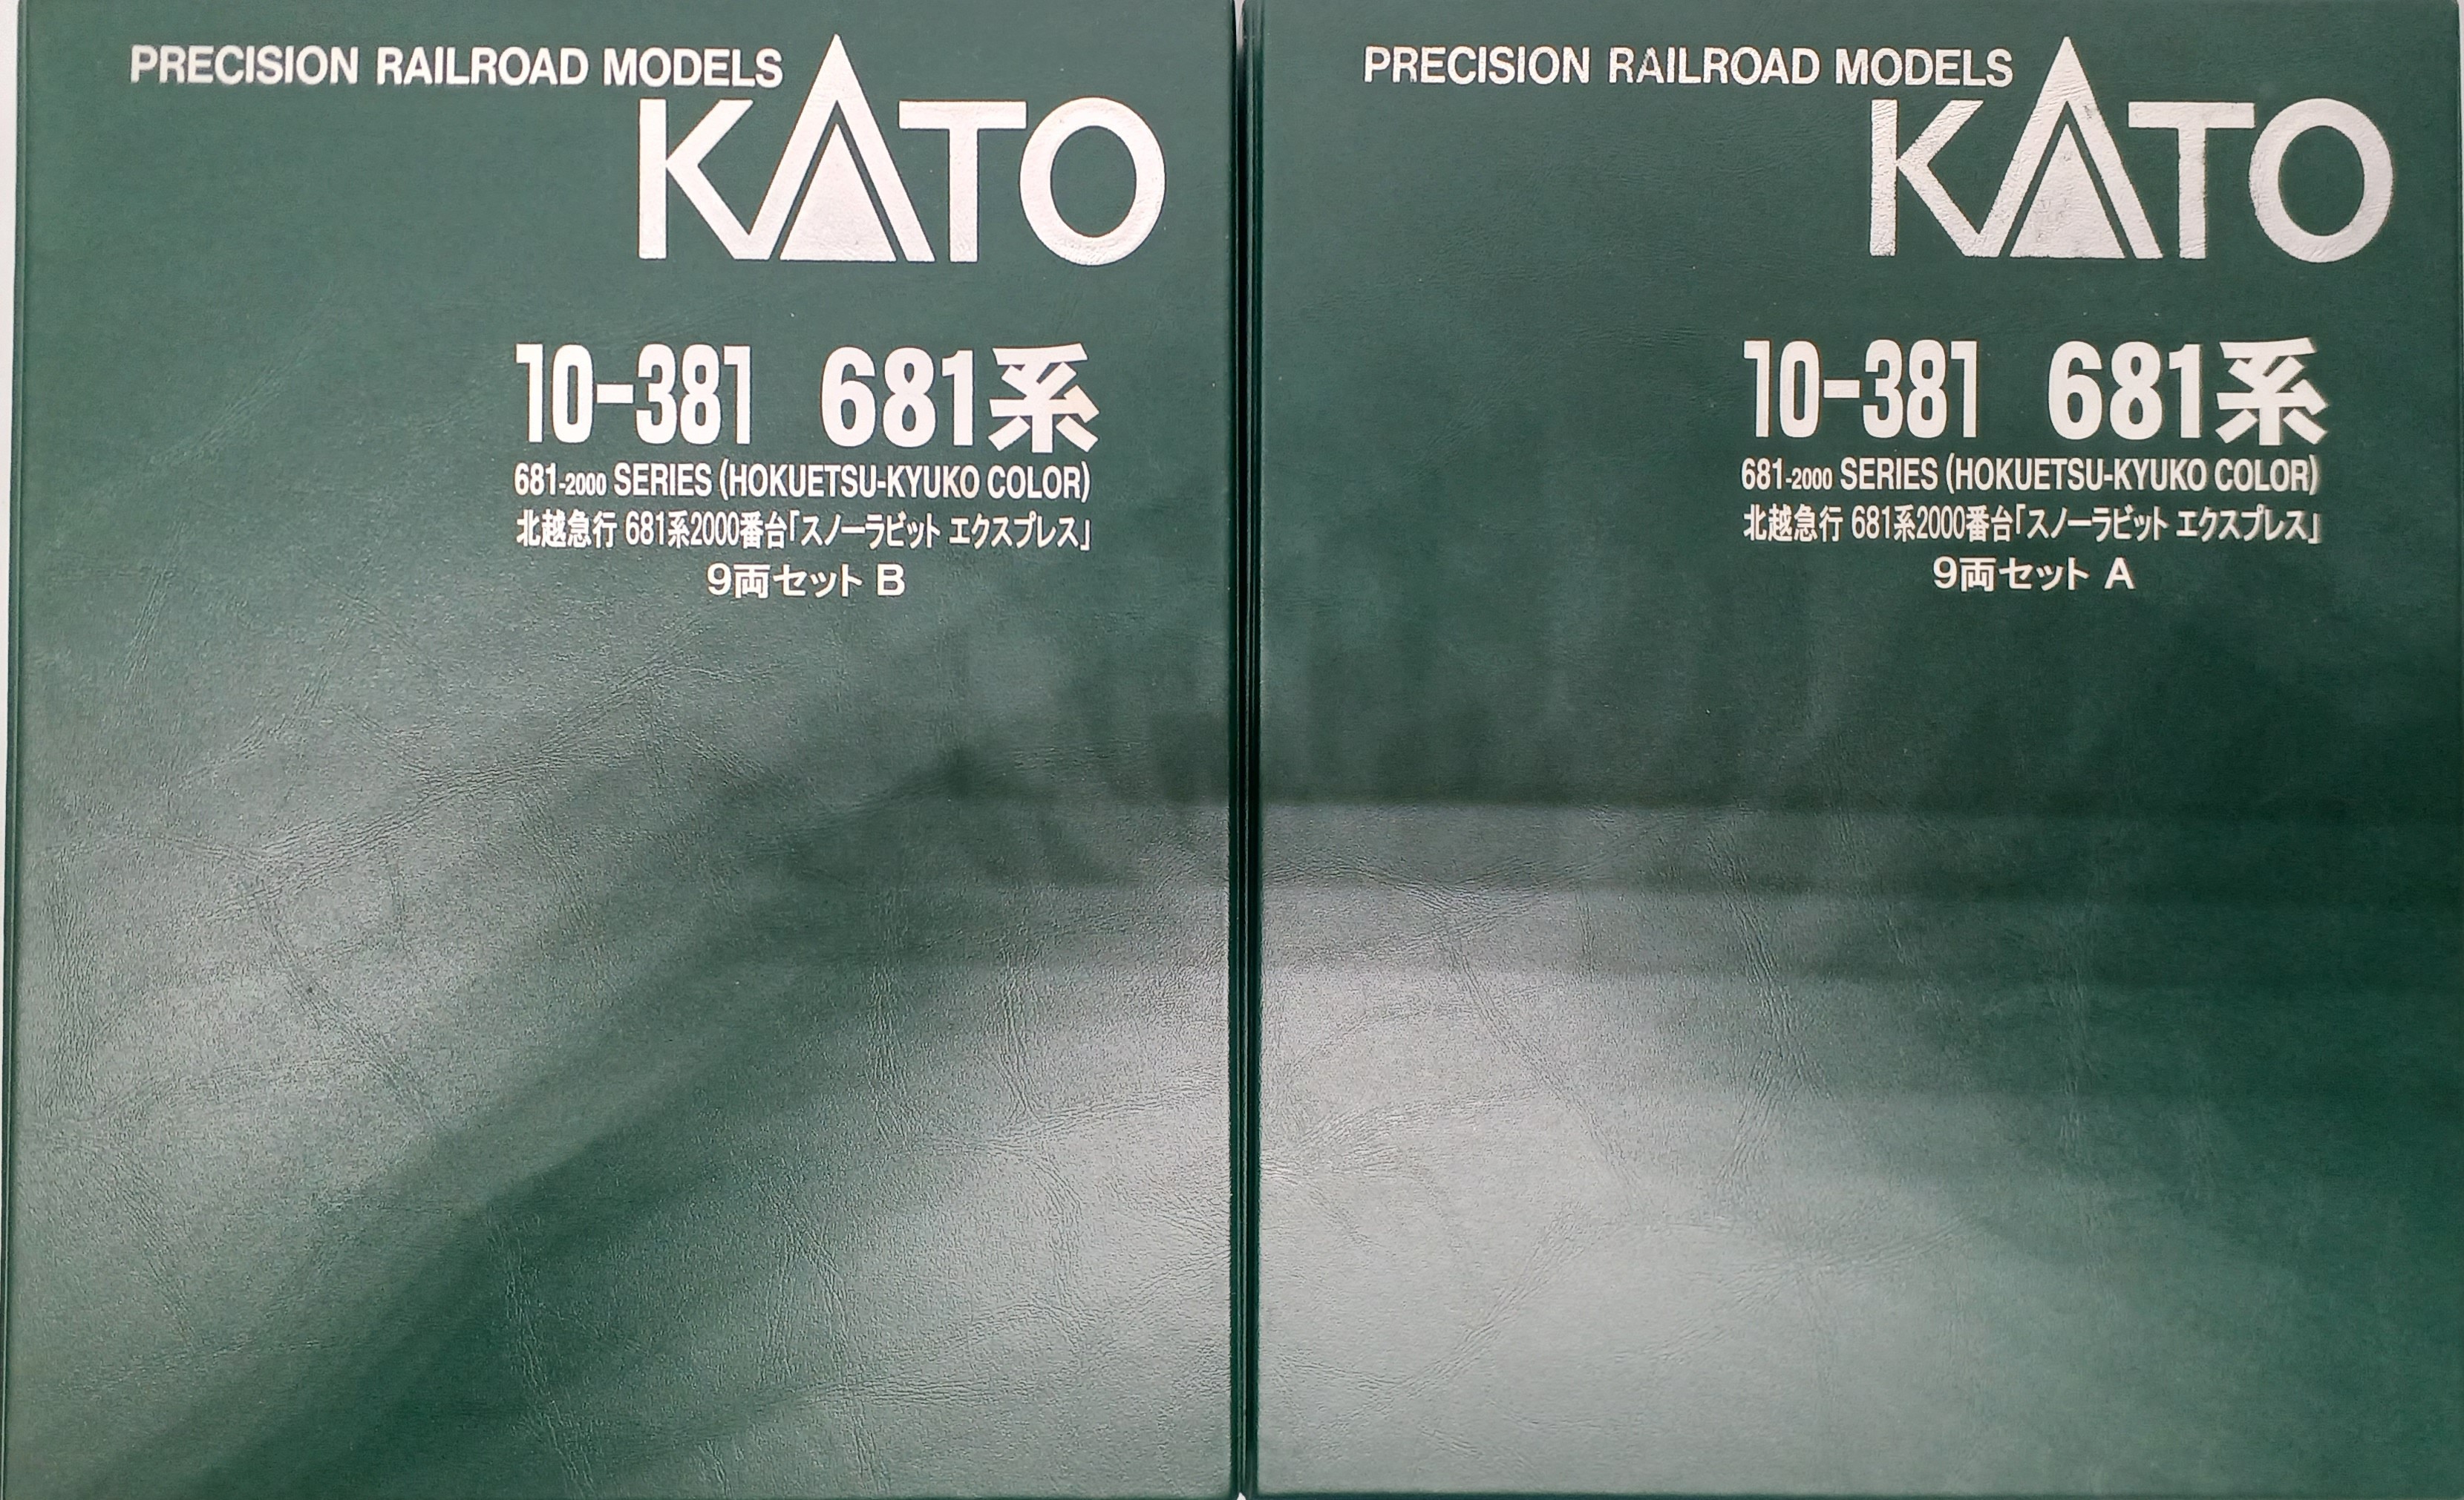 PRECISION RAILROAD MODELS
KATO
10-381 681系
681-2000 SERIES (HOKUETSU-KYUKO COLOR)
北越急行 681系2000番台「スノーラビット エクスプレス」
9両セット B
PRECISION RAILROAD MODELS
KATO
10-381 681系
681-2000 SERIES (HOKUETSU-KYUKO COLOR)
北越急行 681系2000番台「スノーラビット エクスプレス」
9両セット A